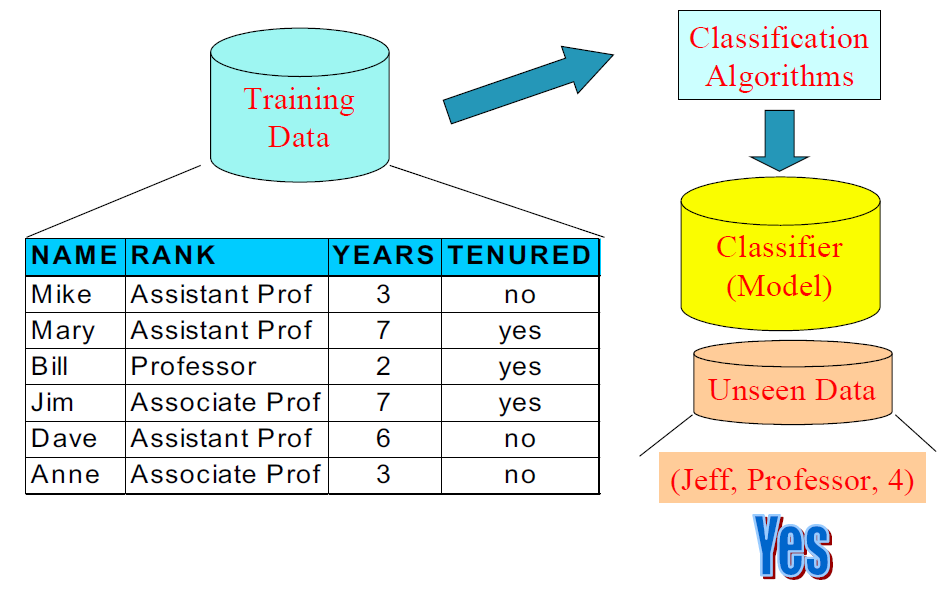 Training
Data
Classification
Algorithms
Classifier
(Model)
Unseen Data
(Jeff, Professor, 4)
Yes
NAME RANK YEARS TENURED
Mike Assistant Prof 3 no
Mary Assistant Prof 7 yes
Bill Professor 2 yes
Jim Associate Prof 7 yes
Dave Assistant Prof 6 no
Anne Associate Prof 3 no